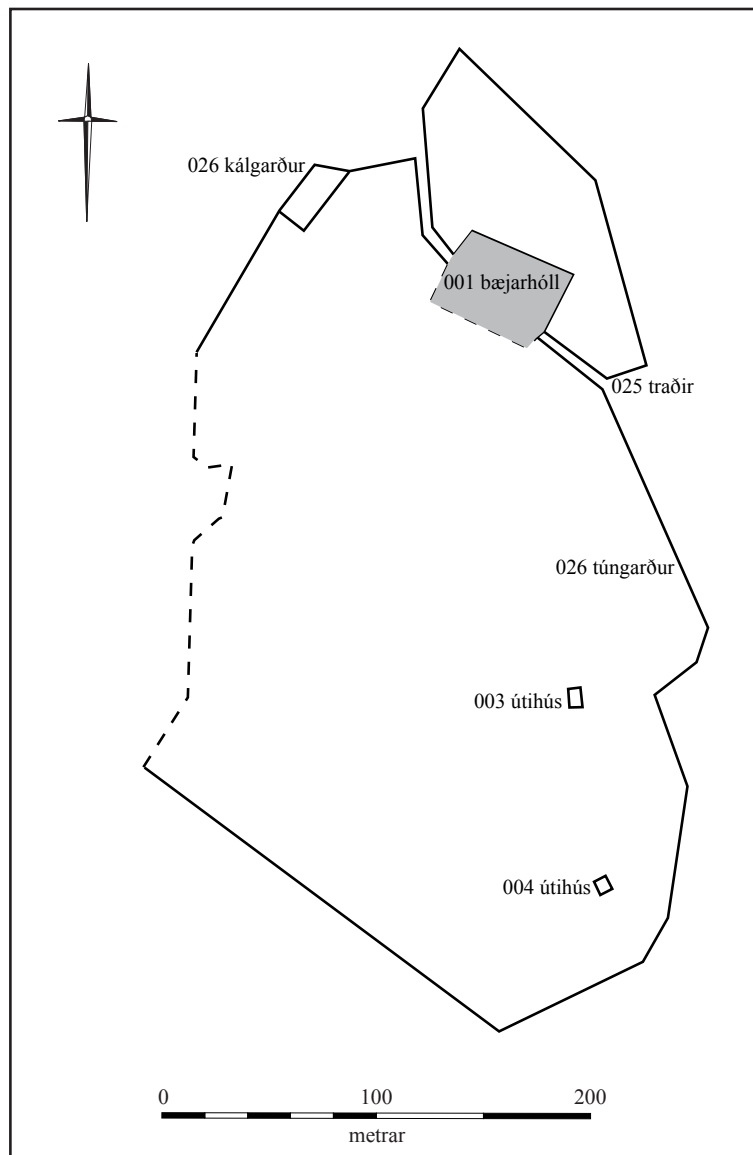 026 kálgarður
001 bæjarhóll
025 traðir
026 túngarður
003 útihús
004 útihús
0 100 200
metrar